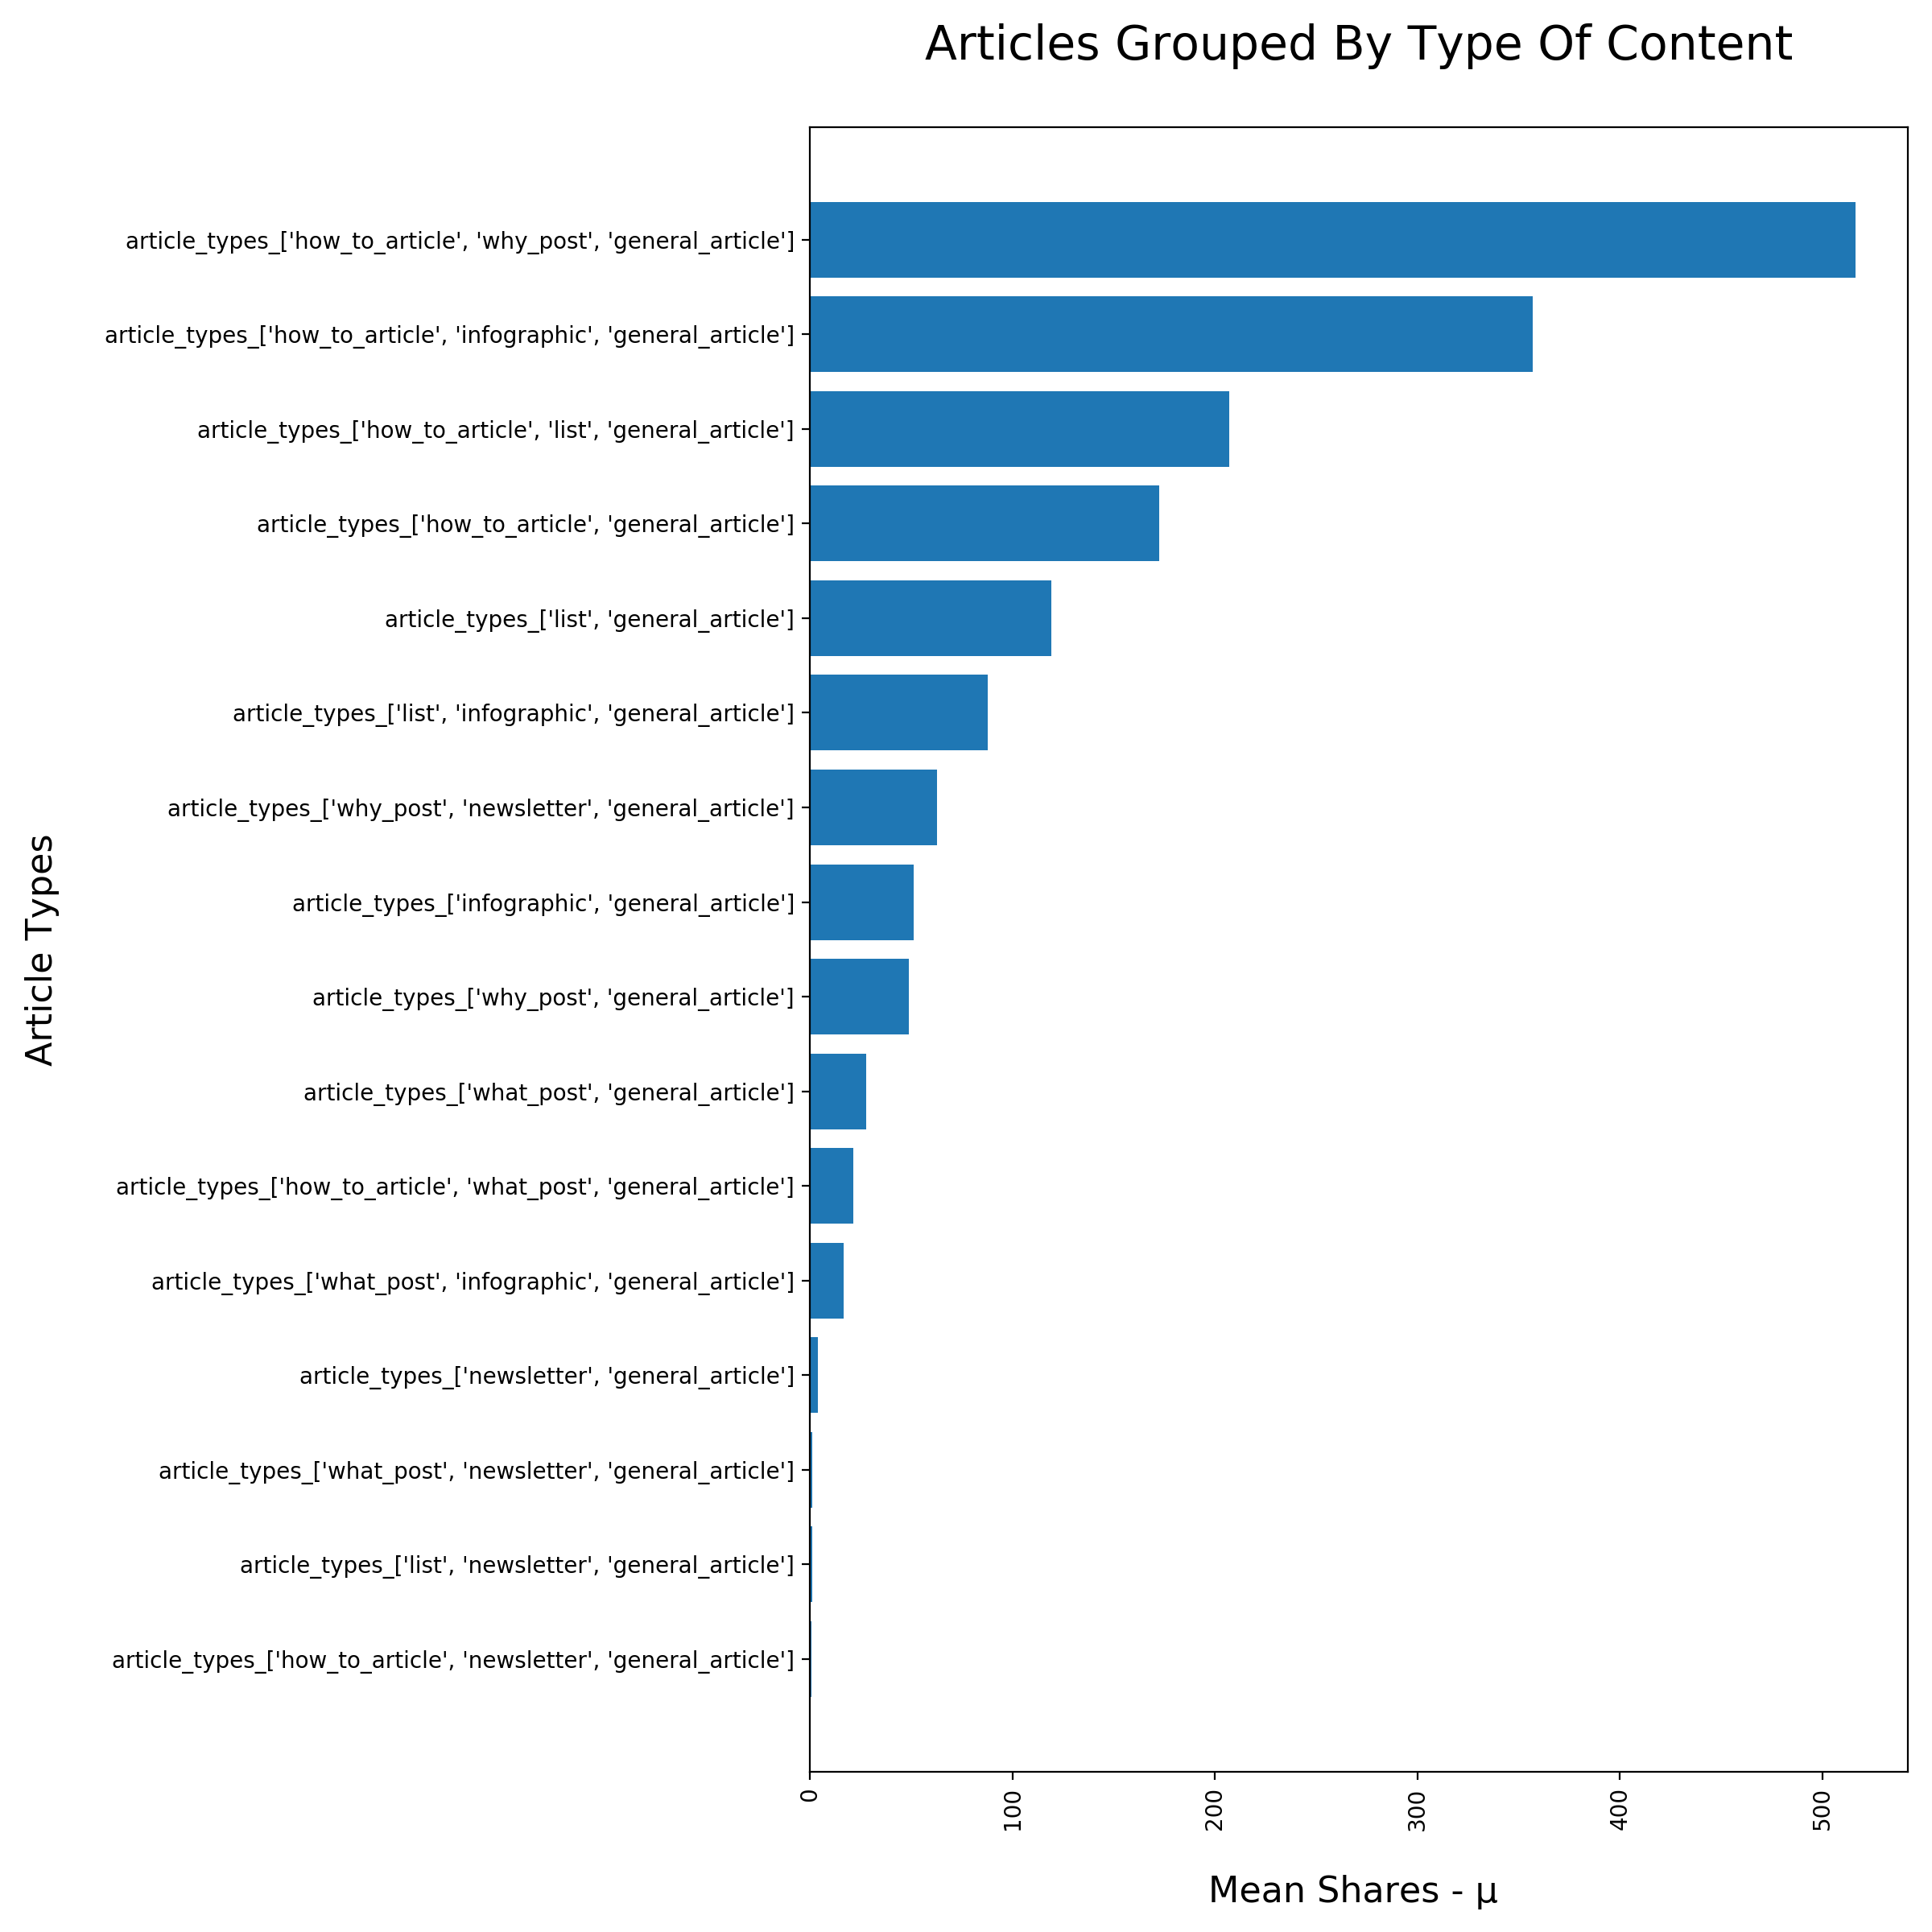 Articles Grouped By Type Of Content
article_types_['how_to_article', 'why_post', 'general_article']
article_types_['how_to_article', 'infographic', 'general_article']
article_types_['how_to_article', 'list', 'general_article']
article_types_['how_to_article', 'general_article']
article_types_['list', 'general_article']
article_types_['list', 'infographic', 'general_article']
article_types_['why_post', 'newsletter', 'general_article']
article_types_['infographic', 'general_article']
article_types_['why_post', 'general_article']
article_types_['what_post', 'general_article']
article_types_['how_to_article', 'what_post', 'general_article']
article_types_['what_post', 'infographic', 'general_article']
article_types_['newsletter', 'general_article']
article_types_['what_post', 'newsletter', 'general_article']
article_types_['list', 'newsletter', 'general_article']
article_types_['how_to_article', 'newsletter', 'general_article']
Article Types
0
100
200
300
400
500
Mean Shares - μ